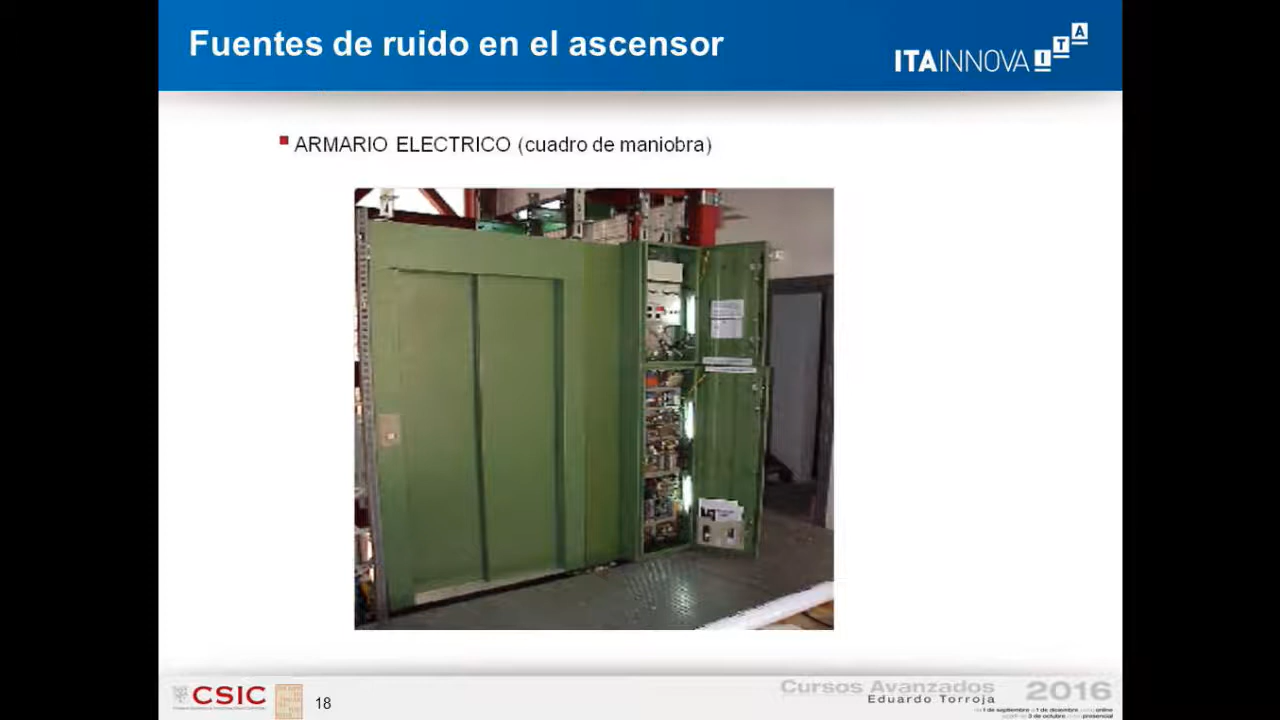 Fuentes de ruido en el ascensor
ITAINNOVA
I T A
ARMARIO ELECTRICO (cuadro de maniobra)
CSIC
18
Cursos Avanzados 2016
Eduardo Torroja